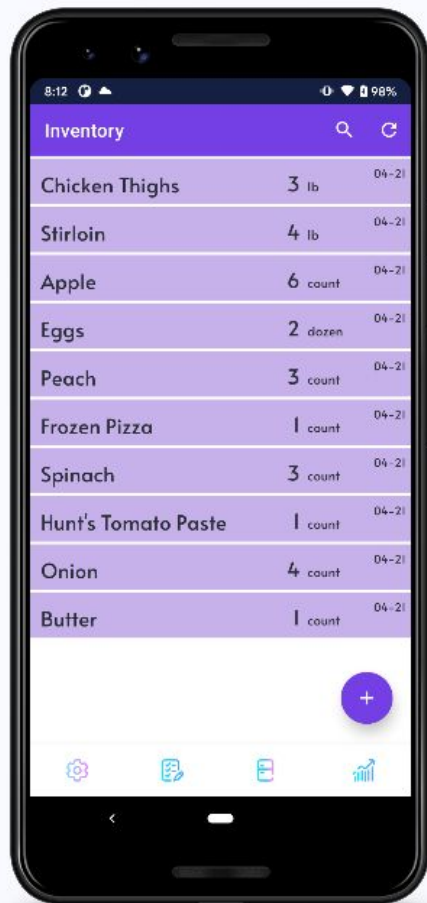 8:12 98%
Inventory
Chicken Thighs 3 lb 04-21
Stirloin 4 lb 04-21
Apple 6 count 04-21
Eggs 2 dozen 04-21
Peach 3 count 04-21
Frozen Pizza 1 count 04-21
Spinach 3 count 04-21
Hunt's Tomato Paste 1 count 04-21
Onion 4 count 04-21
Butter 1 count 04-21
+